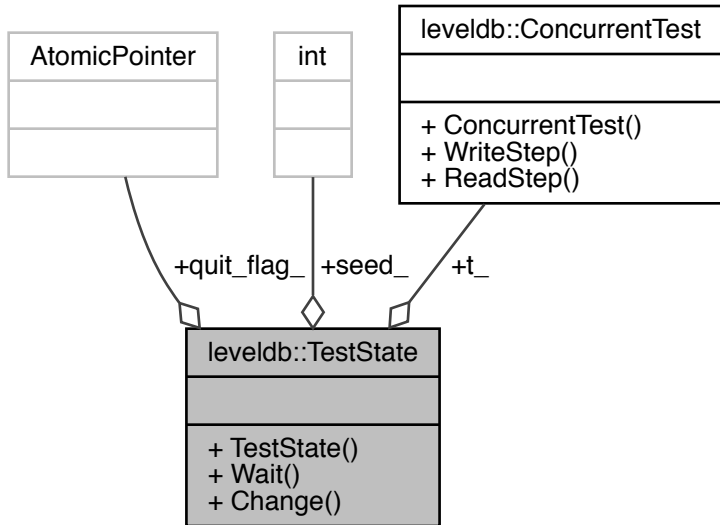 AtomicPointer
int
leveldb::ConcurrentTest
+ ConcurrentTest()
+ WriteStep()
+ ReadStep()
+quit_flag_
+seed_
+t_
leveldb::TestState
+ TestState()
+ Wait()
+ Change()